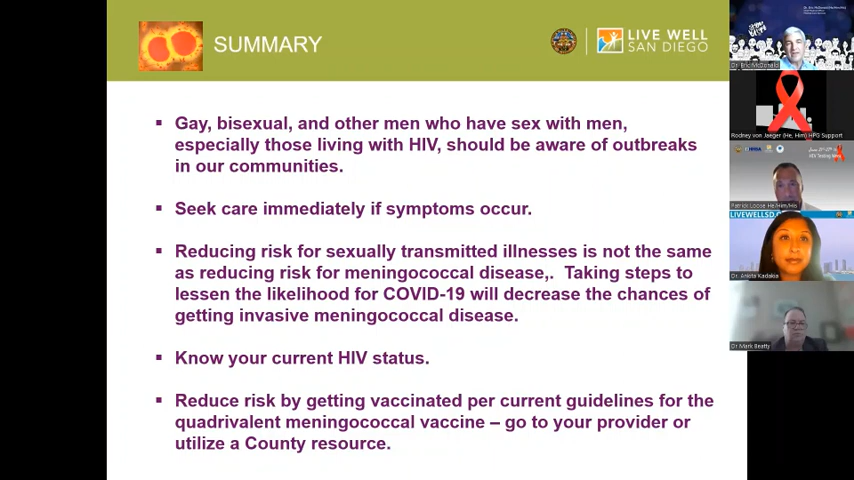 SUMMARY
LIVE WELL
SAN DIEGO
▪ Gay, bisexual, and other men who have sex with men,
especially those living with HIV, should be aware of outbreaks
in our communities.
▪ Seek care immediately if symptoms occur.
▪ Reducing risk for sexually transmitted illnesses is not the same
as reducing risk for meningococcal disease,. Taking steps to
lessen the likelihood for COVID-19 will decrease the chances of
getting invasive meningococcal disease.
▪ Know your current HIV status.
▪ Reduce risk by getting vaccinated per current guidelines for the
quadrivalent meningococcal vaccine – go to your provider or
utilize a County resource.
Dr. Eric McDonald
Rodney von Jaeger (He, Him) HPG Support
Patrick Loose He/Him/His
LIVEWELLSD.
Dr. Ankita Kadakia
Dr Mark Beatty